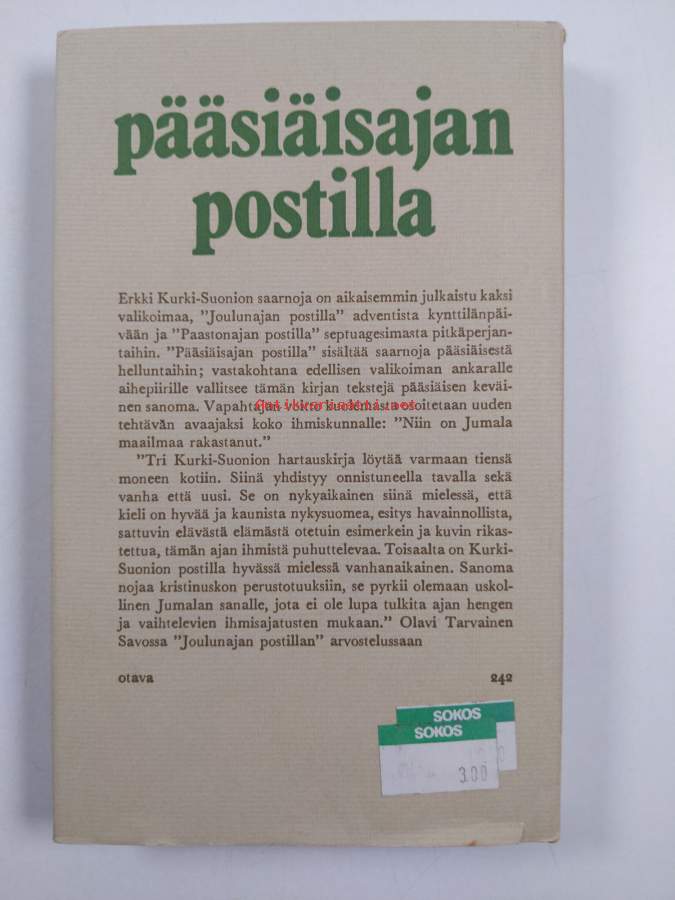 pääsiäisajan
postilla
Erkki Kurki-Suonion saarnoja on aikaisemmin julkaistu kaksi
valikoimaa, "Joulunajan postilla" adventista kynttilänpäi-
vään ja "Paastonajan postilla" septuagesimasta pitkäperjan-
taihin. "Pääsiäisajan postilla" sisältää saarnoja pääsiäisestä
helluntaihin; vastakohtana edellisen valikoiman ankaralle
aihepiirille vallitsee tämän kirjan tekstejä pääsiäisen keväi-
nen sanoma. Vapahtajan voitto kuolemasta osoitetaan uuden
tehtävän avaajaksi koko ihmiskunnalle: "Niin on Jumala
maailmaa rakastanut."
"Tri Kurki-Suonion hartauskirja löytää varmaan tiensä
moneen kotiin. Siinä yhdistyy onnistuneella tavalla sekä
vanha että uusi. Se on nykyaikainen siinä mielessä, että
kieli on hyvää ja kaunista nykysuomea, esitys havainnollista,
sattuvin elävästä elämästä otetuin esimerkein ja kuvin rikas-
tettua, tämän ajan ihmistä puhuttelevaa. Toisaalta on Kurki-
Suonion postilla hyvässä mielessä vanhanaikainen. Sanoma
nojaa kristinuskon perustotuuksiin, se pyrkii olemaan uskol-
linen Jumalan sanalle, jota ei ole lupa tulkita ajan hengen
ja vaihtelevien ihmisajatusten mukaan." Olavi Tarvainen
Savossa "Joulunajan postillan" arvostelussaan
otava 242
SOKOS
SOKOS
3.00